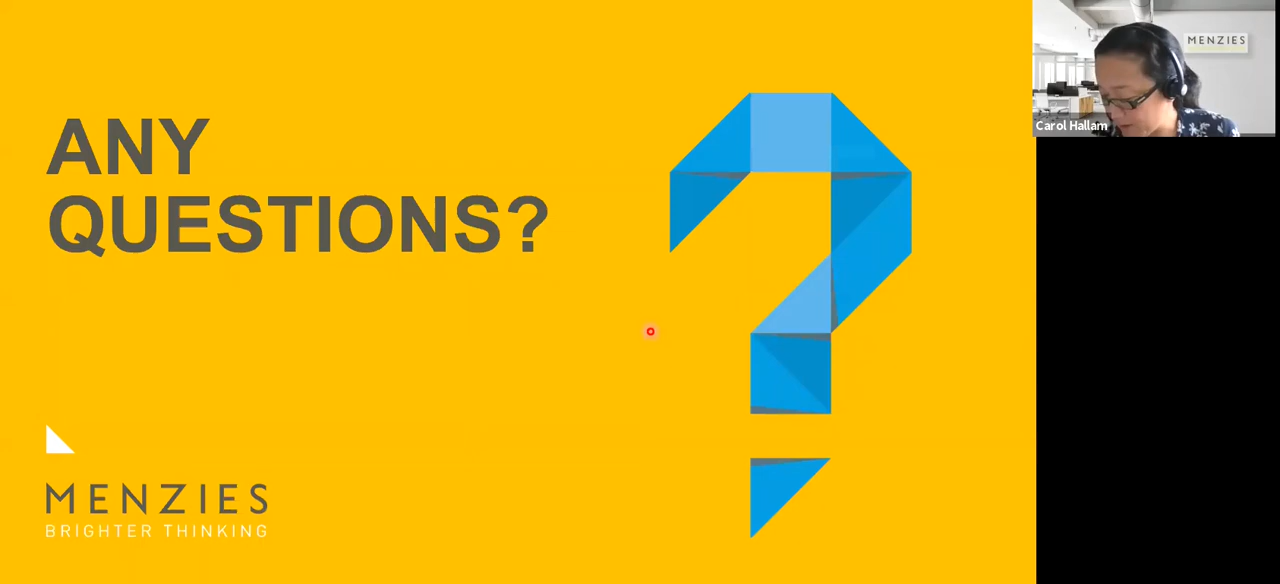 ANY
QUESTIONS?
MENZIES
BRIGHTER THINKING
MENZIES
Carol Hallam